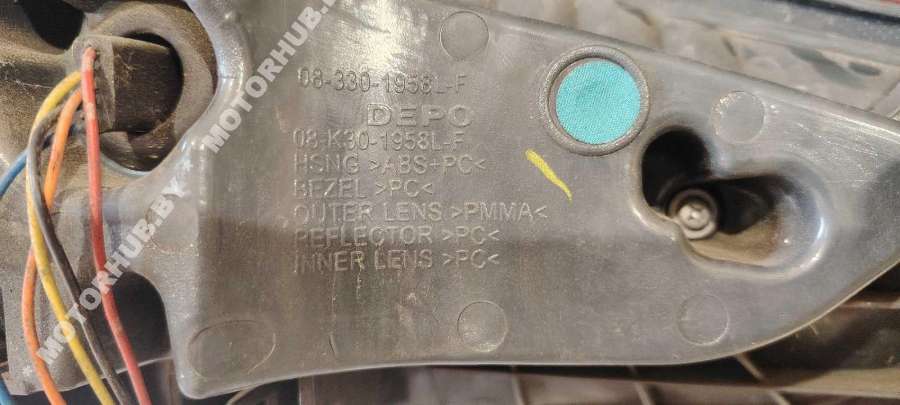 08-330-1958L-F
DEPO
08-K30-1958L-F
HSNG >ABS+PC<
BEZEL >PC<
OUTER LENS >PMMA<
REFLECTOR >PC<
INNER LENS >PC<
MOTORHUB.BY
MOTORHUB.BY